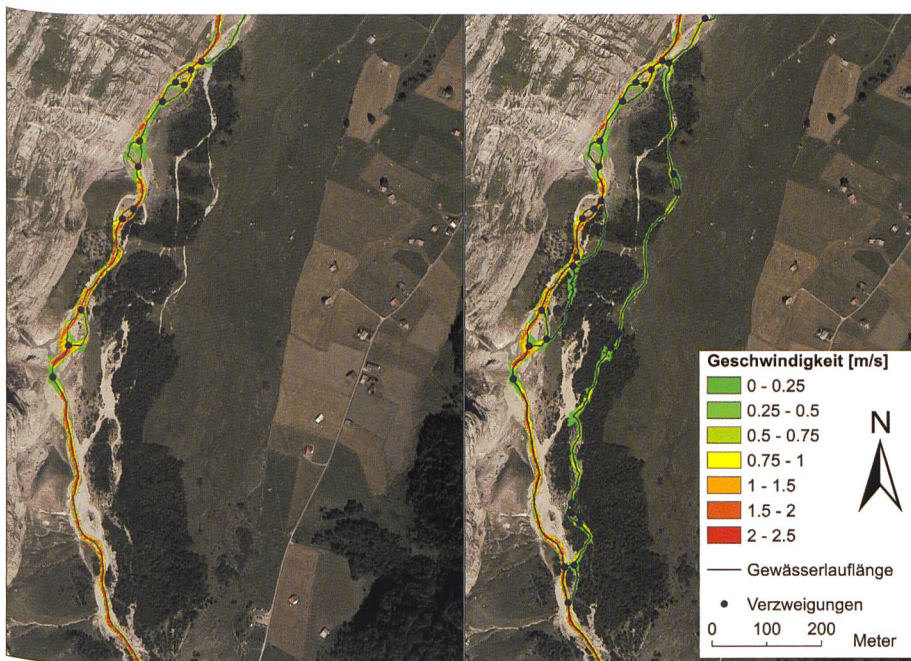 Geschwindigkeit [m/s]
0 - 0.25
0.25 - 0.5
0.5 - 0.75
0.75 - 1
1 - 1.5
1.5 - 2
2 - 2.5
Gewässerlauflänge
Verzweigungen
0 100 200 Meter
N